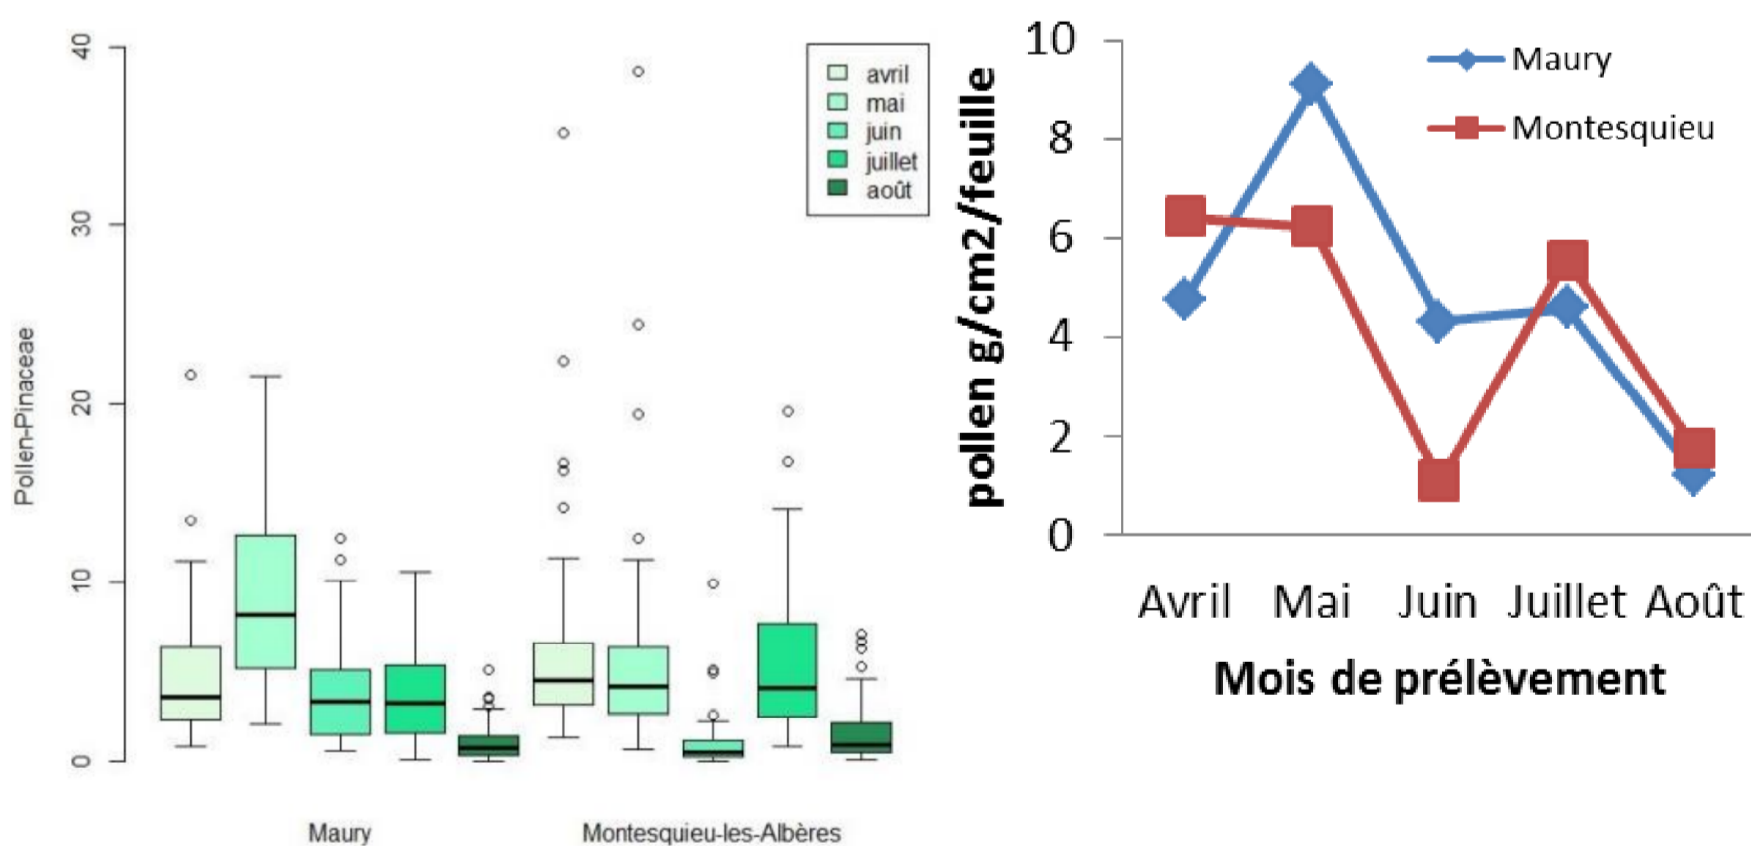 Pollen-Pinaceae
40
30
20
10
0
avril
mai
juin
juillet
août
Maury
Montesquieu-les-Albères
pollen g/cm2/feuille
10
8
6
4
2
0
Maury
Montesquieu
Avril Mai Juin Juillet Août
Mois de prélèvement